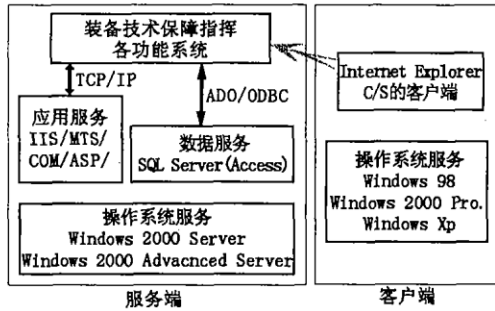 装备技术保障指挥
各功能系统
TCP/IP
ADO/ODBC
应用服务
IIS/MTS/
COM/ASP/
数据服务
SQL Server(Access)
操作系统服务
Windows 2000 Server
Windows 2000 Advacnced Server
服务端
Internet Explorer
C/S的客户端
操作系统服务
Windows 98
Windows 2000 Pro.
Windows Xp
客户端